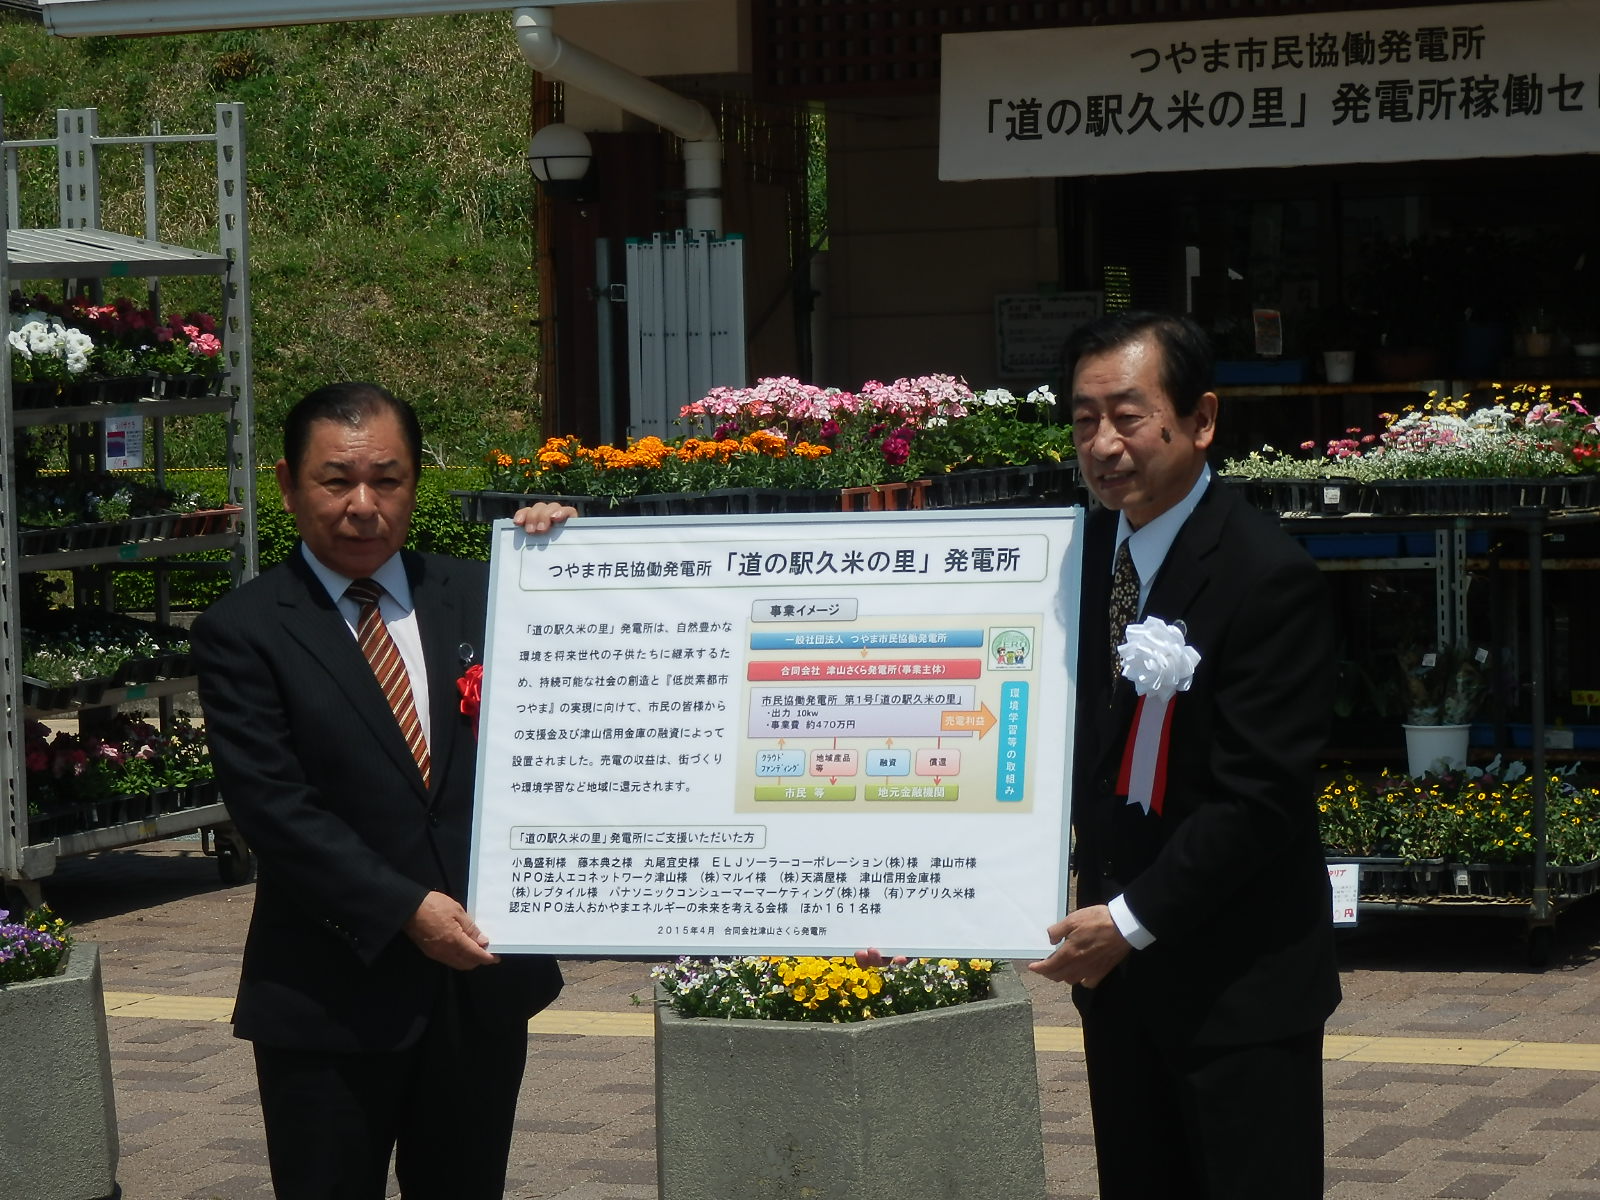 つやま市民協働発電所
「道の駅久米の里」発電所稼働セ
つやま市民協働発電所「道の駅久米の里」発電所
「道の駅久米の里」発電所は、自然豊かな
環境を将来世代の子供たちに継承するた
め、持続可能な社会の創造と『低炭素都市
つやま』の実現に向けて、市民の皆様から
の支援金及び津山信用金庫の融資によって
設置されました。売電の収益は、街づくり
や環境学習など地域に還元されます。
事業イメージ
一般社団法人 つやま市民協働発電所
合同会社 津山さくら発電所(事業主体)
市民協働発電所 第1号「道の駅久米の里」
・出力 10kw
・事業費 約470万円
売電利益
環境学習等の取組み
クラウド
ファンディング
地域産品
等
融資
償還
市民 等
地元金融機関
「道の駅久米の里」発電所にご支援いただいた方
小島盛利様 藤本典之様 丸尾宜史様 ELJソーラーコーポレーション(株)様 津山市様
NPO法人エコネットワーク津山様 (株)マルイ様 (株)天満屋様 津山信用金庫様
(株)レプタイル様 パナソニックコンシューマーマーケティング(株)様 (有)アグリ久米様
認定NPO法人おかやまエネルギーの未来を考える会様 ほか161名様
2015年4月 合同会社津山さくら発電所